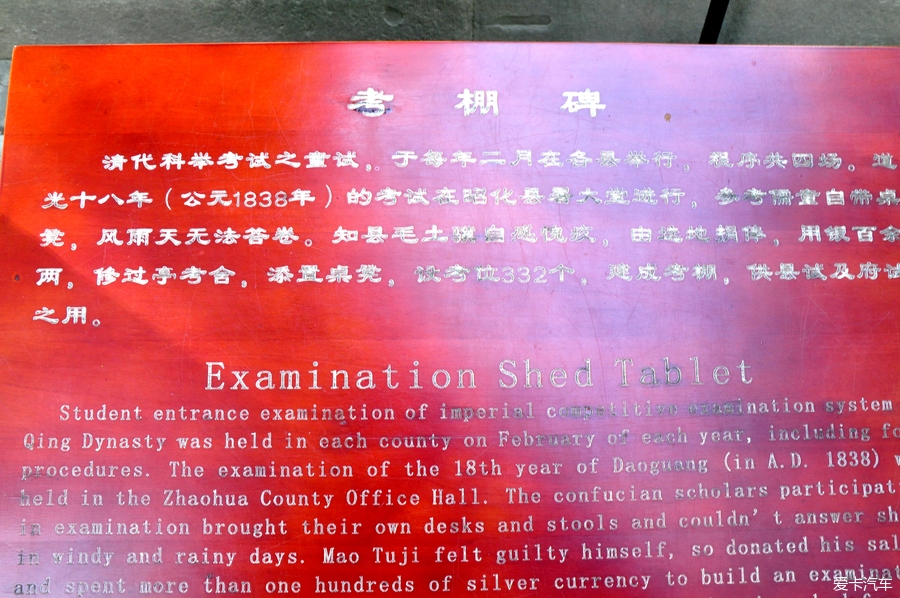 考棚碑
清代科举考试之童试，于每年二月在各县举行，程序共四场。道
光十八年（公元1838年）的考试在昭化县署大堂进行，参考儒童自带桌
凳，风雨天无法答卷。知县毛土骥自感愧疚，由选地捐俸，用银百余
两，修过亭考舍，添置桌凳，设考位332个，建成考棚，供县试及府试
之用。
Examination Shed Tablet
Student entrance examination of imperial competitive examination system
Qing Dynasty was held in each county on February of each year, including fo
procedures. The examination of the 18th year of Daoguang (in A.D. 1838) w
held in the Zhaohua County Office Hall. The confucian scholars participat
in examination brought their own desks and stools and couldn't answer sh
in windy and rainy days. Mao Tuji felt guilty himself, so donated his sal
and spent more than one hundreds of silver currency to build an examinat
爱卡汽车